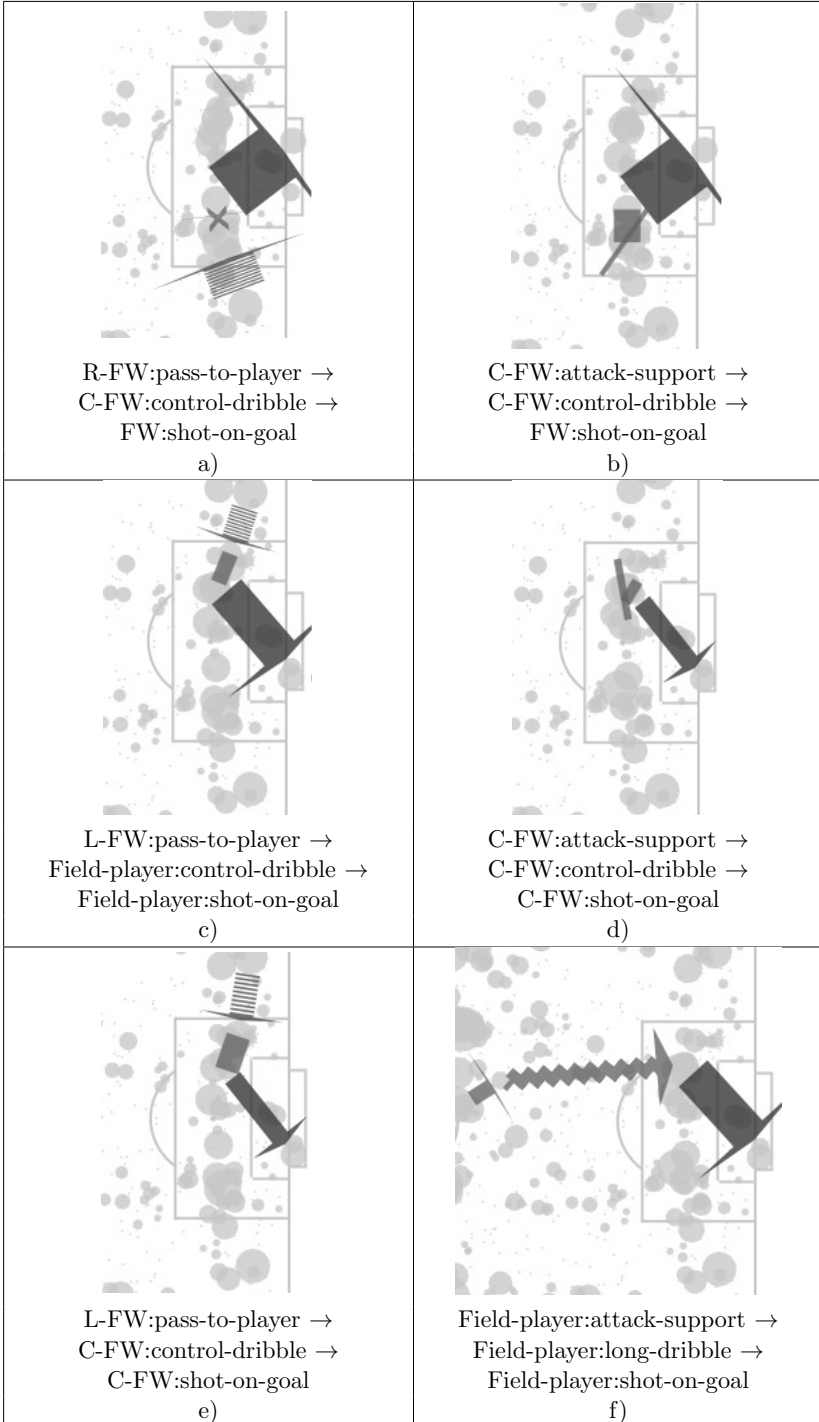 R-FW:pass-to-player →
C-FW:control-dribble →
FW:shot-on-goal
a)
C-FW:attack-support →
C-FW:control-dribble →
FW:shot-on-goal
b)
L-FW:pass-to-player →
Field-player:control-dribble →
Field-player:shot-on-goal
c)
C-FW:attack-support →
C-FW:control-dribble →
C-FW:shot-on-goal
d)
L-FW:pass-to-player →
C-FW:control-dribble →
C-FW:shot-on-goal
e)
Field-player:attack-support →
Field-player:long-dribble →
Field-player:shot-on-goal
f)